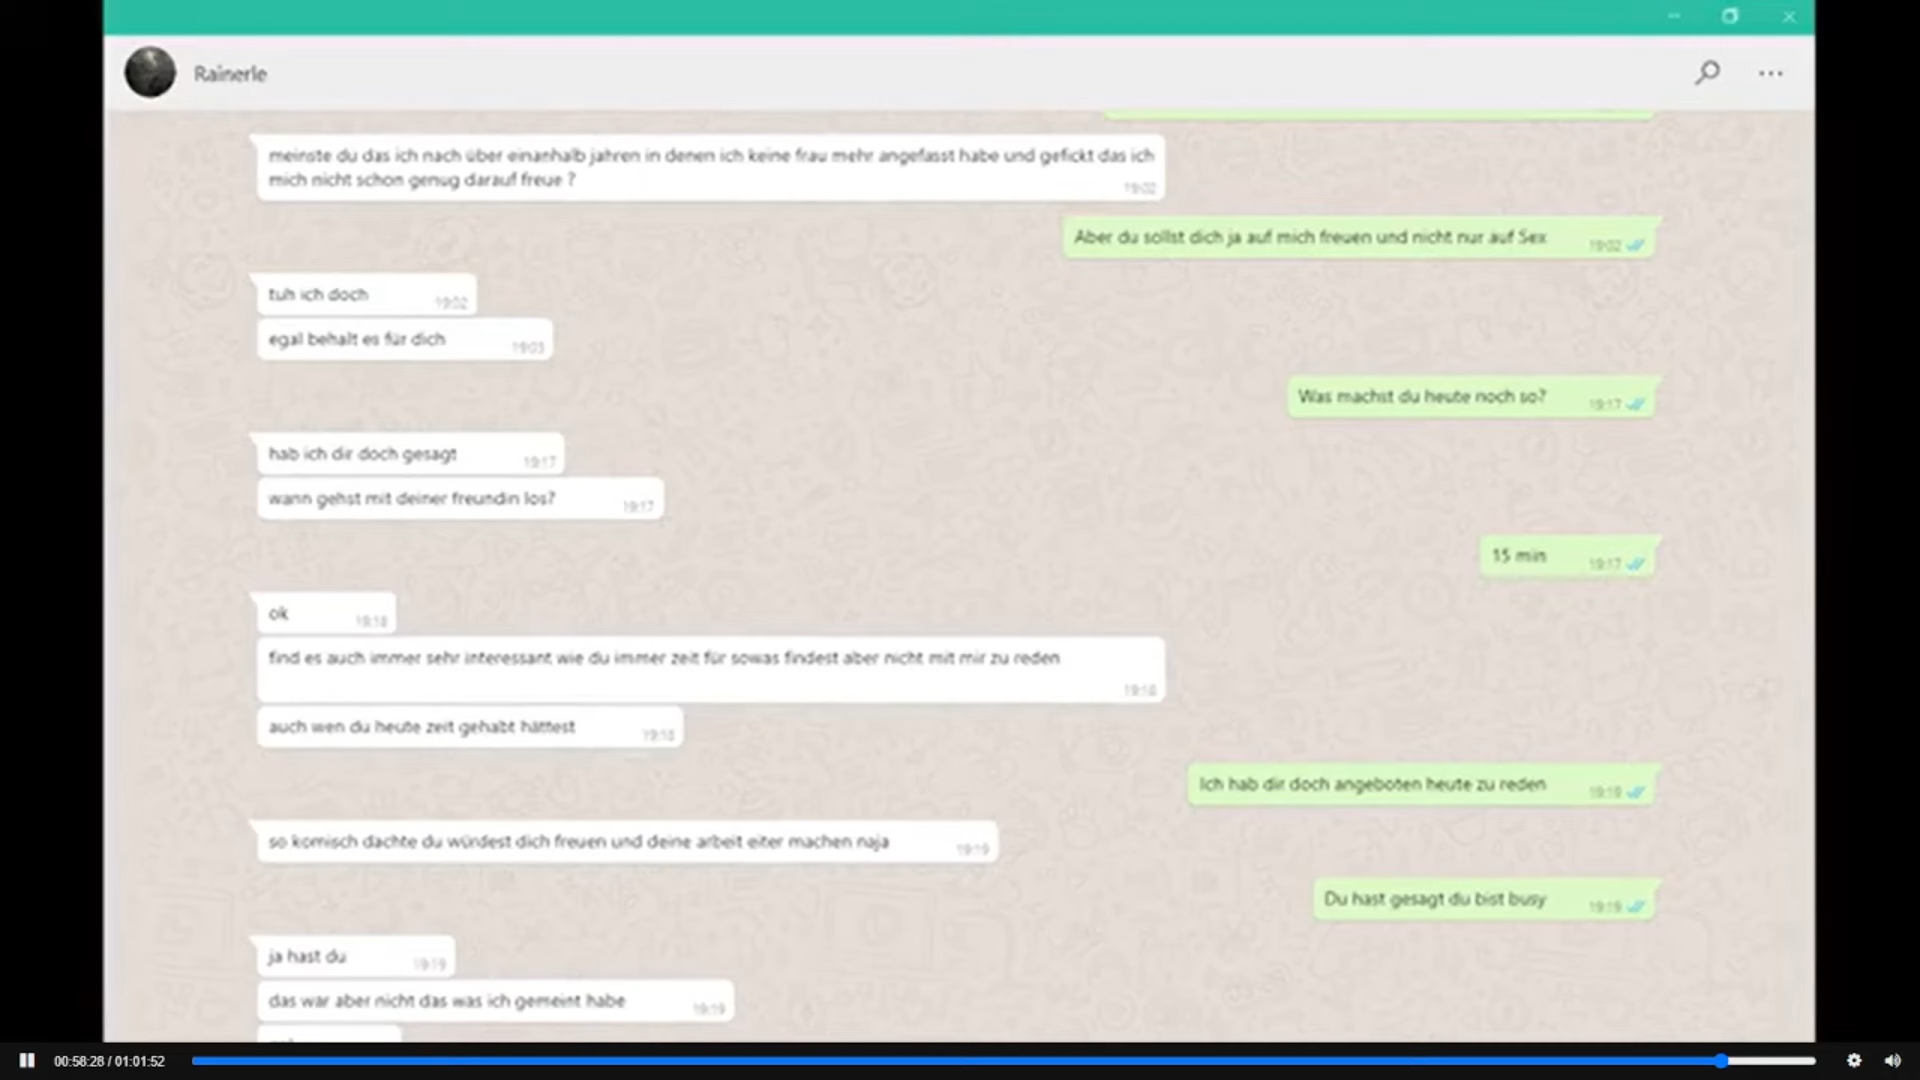 Rainerle
meinste du das ich nach über einanhalb jahren in denen ich keine frau mehr angefasst habe und gefickt das ich
mich nicht schon genug darauf freue ?
19:02
Aber du sollst dich ja auf mich freuen und nicht nur auf Sex
19:02
tuh ich doch
19:02
egal behalt es für dich
19:03
Was machst du heute noch so?
19:17
hab ich dir doch gesagt
19:17
wann gehst mit deiner freundin los?
19:17
15 min
19:17
ok
19:18
find es auch immer sehr interessant wie du immer zeit für sowas findest aber nicht mit mir zu reden
19:18
auch wen du heute zeit gehabt hättest
19:18
Ich hab dir doch angeboten heute zu reden
19:19
so komisch dachte du würdest dich freuen und deine arbeit eiter machen naja
19:19
Du hast gesagt du bist busy
19:19
ja hast du
19:19
das war aber nicht das was ich gemeint habe
19:19
00:58:28 / 01:01:52